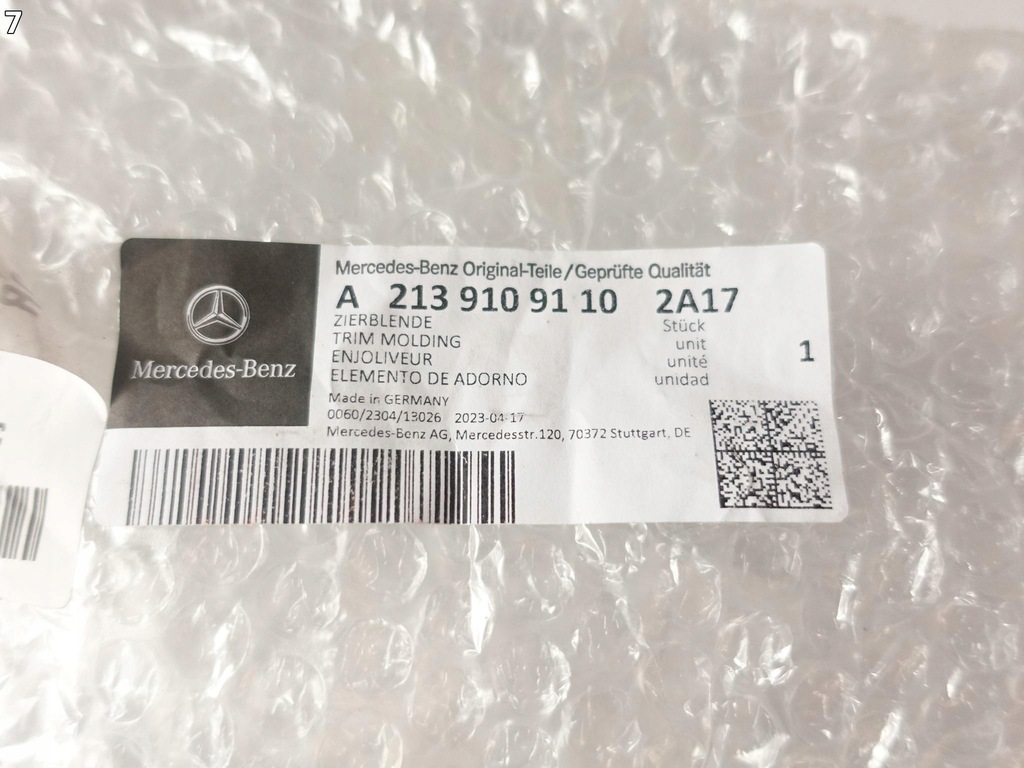 7
Mercedes-Benz
Mercedes-Benz Original-Teile/Geprüfte Qualität
A 213 910 91 10 2A17
ZIERBLENDE
TRIM MOLDING
ENJOLIVEUR
ELEMENTO DE ADORNO
Stück
unit
unité
unidad
1
Made in GERMANY
0060/2304/13026 2023-04-17
Mercedes-Benz AG, Mercedesstr.120, 70372 Stuttgart, DE